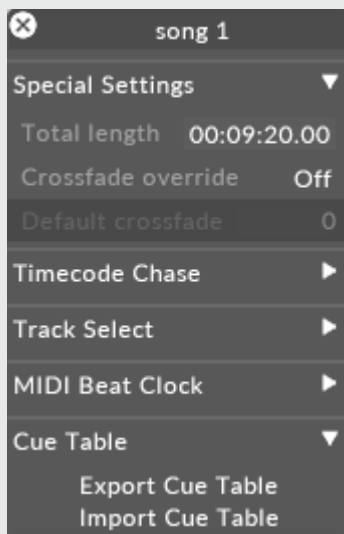 song 1
Special Settings
Total length 00:09:20.00
Crossfade override Off
Default crossfade 0
Timecode Chase
Track Select
MIDI Beat Clock
Cue Table
Export Cue Table
Import Cue Table